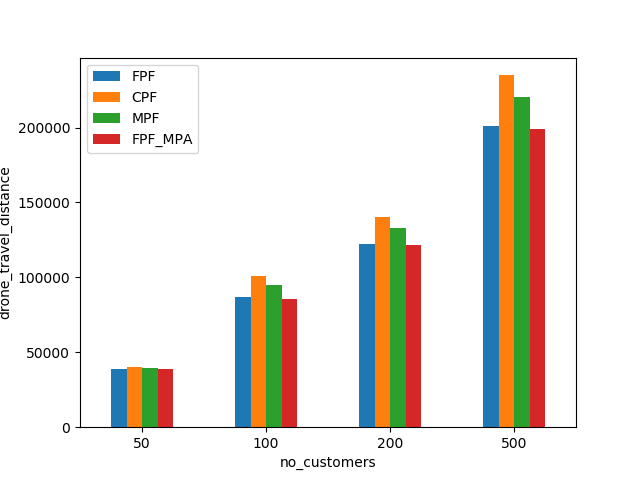 FPF
CPF
MPF
FPF_MPA
drone_travel_distance
200000
150000
100000
50000
0
50 100 200 500
no_customers